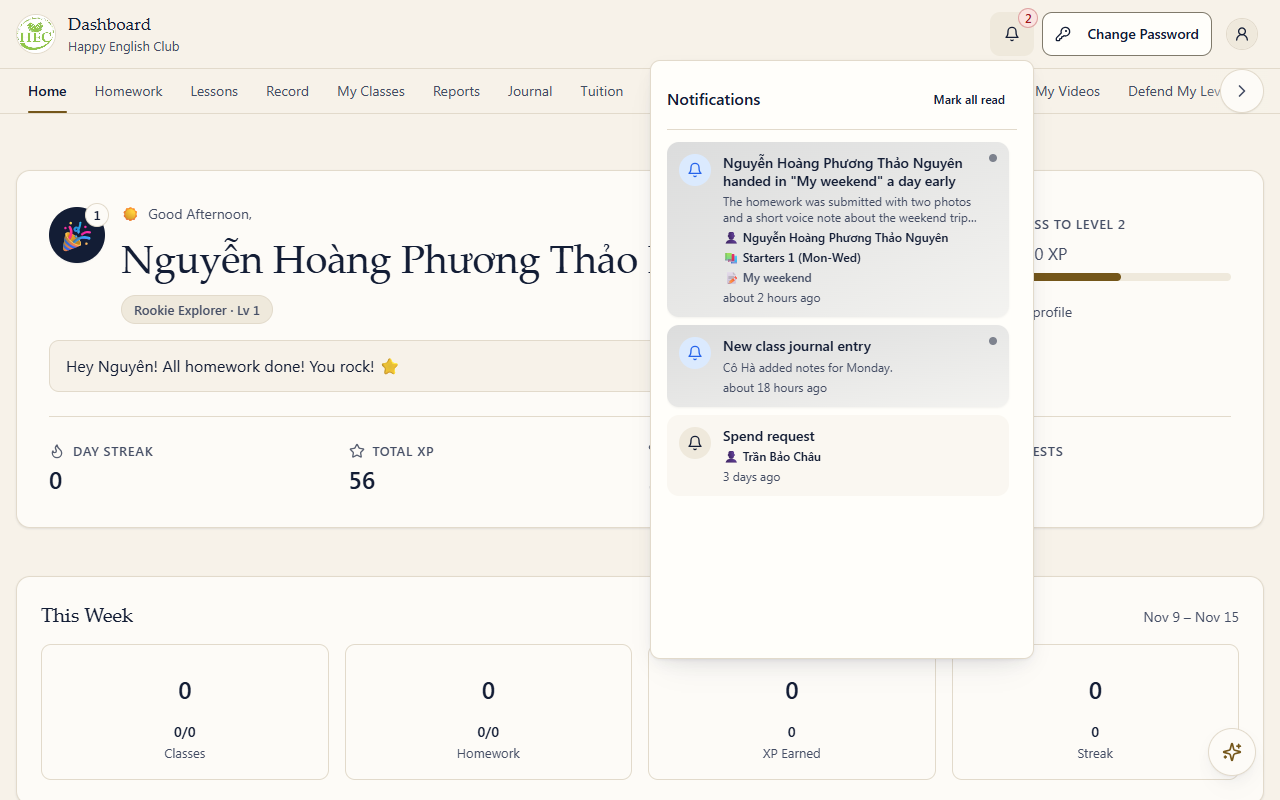 HEC
Dashboard
Happy English Club
2
Change Password
Home
Homework
Lessons
Record
My Classes
Reports
Journal
Tuition
My Videos
Defend My Lev
Notifications
Mark all read
Nguyễn Hoàng Phương Thảo Nguyên
handed in "My weekend" a day early
The homework was submitted with two photos
and a short voice note about the weekend trip...
Nguyễn Hoàng Phương Thảo Nguyên
Starters 1 (Mon-Wed)
My weekend
about 2 hours ago
New class journal entry
Cô Hà added notes for Monday.
about 18 hours ago
Spend request
Trần Bảo Châu
3 days ago
1
Good Afternoon,
Nguyễn Hoàng Phương Thảo
Rookie Explorer · Lv 1
Hey Nguyên! All homework done! You rock!
SS TO LEVEL 2
0 XP
profile
DAY STREAK
0
TOTAL XP
56
ESTS
This Week
Nov 9 – Nov 15
0
0/0
Classes
0
0/0
Homework
0
0
XP Earned
0
0
Streak